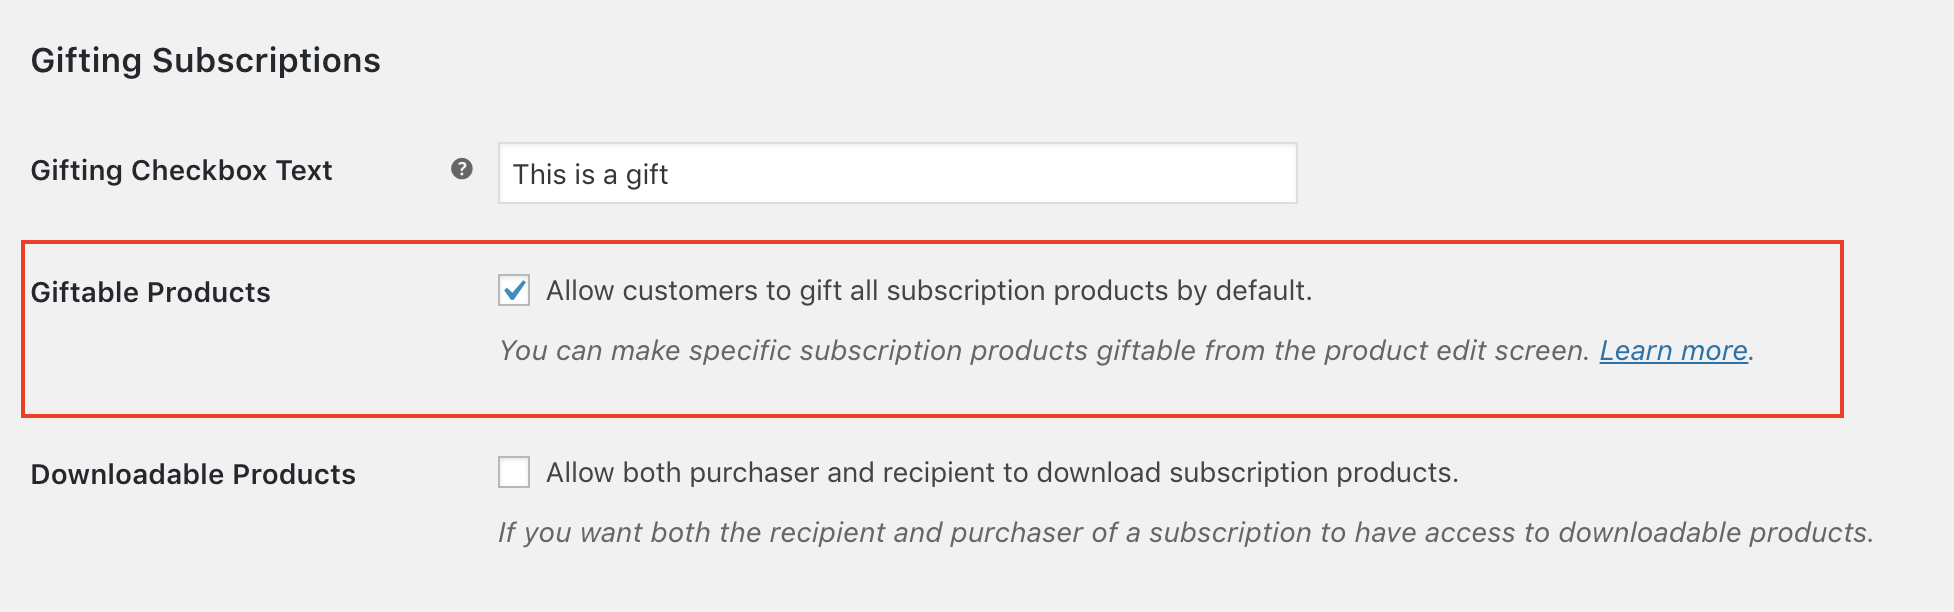 Gifting Subscriptions
Gifting Checkbox Text ? This is a gift
Giftable Products Allow customers to gift all subscription products by default.
You can make specific subscription products giftable from the product edit screen. Learn more.
Downloadable Products Allow both purchaser and recipient to download subscription products.
If you want both the recipient and purchaser of a subscription to have access to downloadable products.